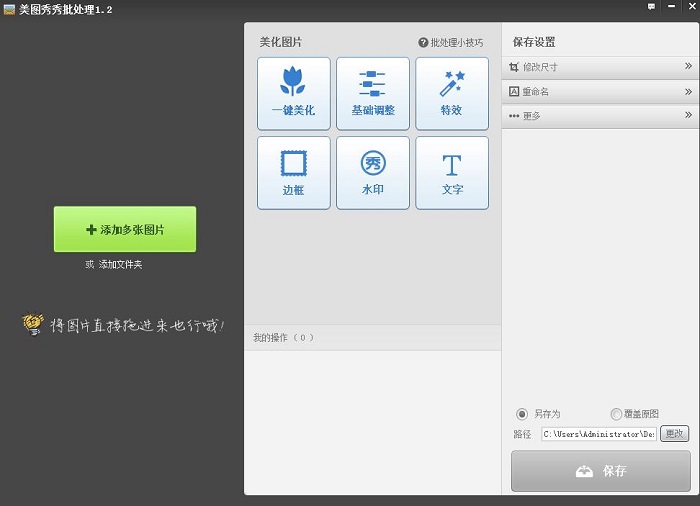 美图秀秀批处理1.2
添加多张图片
或 添加文件夹
将图片直接拖进来也行哦!
美化图片
批处理小技巧
一键美化
基础调整
特效
边框
秀
水印
文字
我的操作（0）
保存设置
修改尺寸
重命名
更多
另存为
覆盖原图
路径
C:\Users\Administrator\De
更改
保存